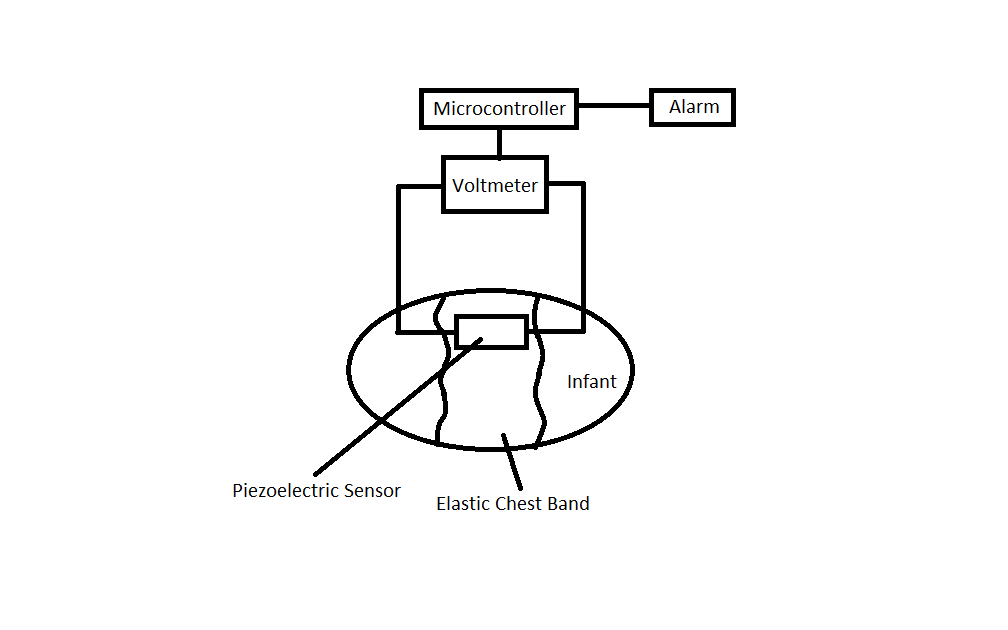 Microcontroller
Alarm
Voltmeter
Infant
Piezoelectric Sensor
Elastic Chest Band